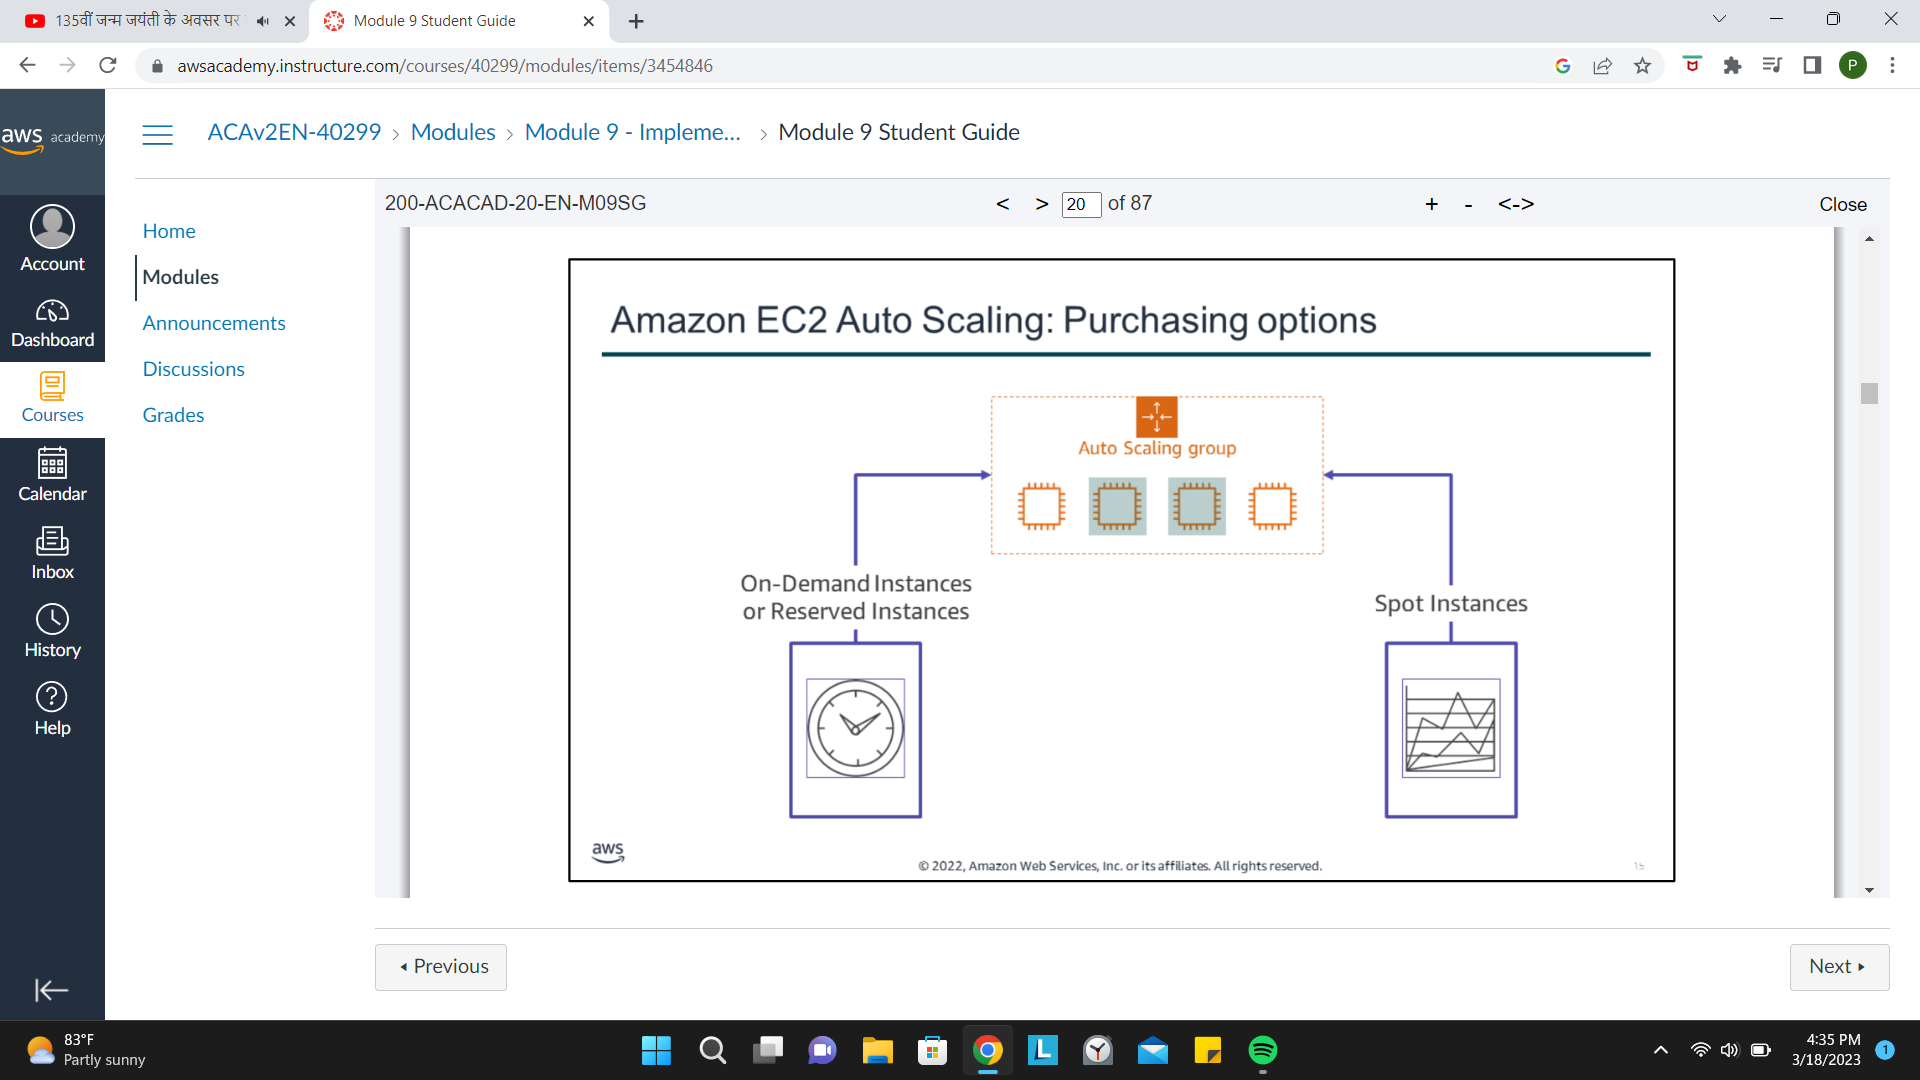 135वीं जन्म जयंती के अवसर पर
Module 9 Student Guide
awsacademy.instructure.com/courses/40299/modules/items/3454846
P
aws academy
ACAv2EN-40299 > Modules > Module 9 - Impleme... > Module 9 Student Guide
200-ACACAD-20-EN-M09SG
< > 20 of 87
+ - <-> Close
Account
Dashboard
Courses
Calendar
Inbox
History
Help
Home
Modules
Announcements
Discussions
Grades
Amazon EC2 Auto Scaling: Purchasing options
Auto Scaling group
On-Demand Instances
or Reserved Instances
Spot Instances
aws
© 2022, Amazon Web Services, Inc. or its affiliates. All rights reserved.
15
Previous
Next
83°F
Partly sunny
L
4:35 PM
3/18/2023
1